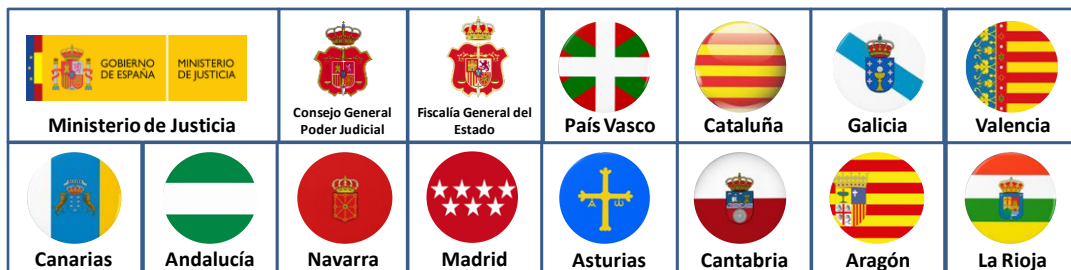 GOBIERNO
DE ESPAÑA
MINISTERIO
DE JUSTICIA
Ministerio de Justicia
Consejo General
Poder Judicial
Fiscalía General del
Estado
País Vasco
Cataluña
Galicia
Valencia
Canarias
Andalucía
Navarra
Madrid
Asturias
Cantabria
Aragón
La Rioja